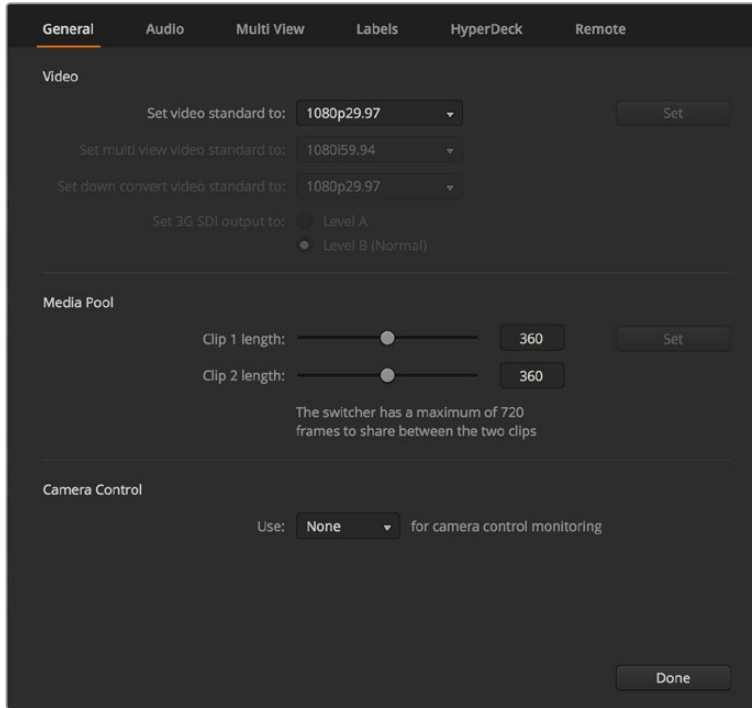 General Audio Multi View Labels HyperDeck Remote
Video
Set video standard to: 1080p29.97 Set
Set multi view video standard to: 1080i59.94
Set down convert video standard to: 1080p29.97
Set 3G SDI output to: Level A
Level B (Normal)
Media Pool
Clip 1 length: 360 Set
Clip 2 length: 360
The switcher has a maximum of 720
frames to share between the two clips
Camera Control
Use: None for camera control monitoring
Done